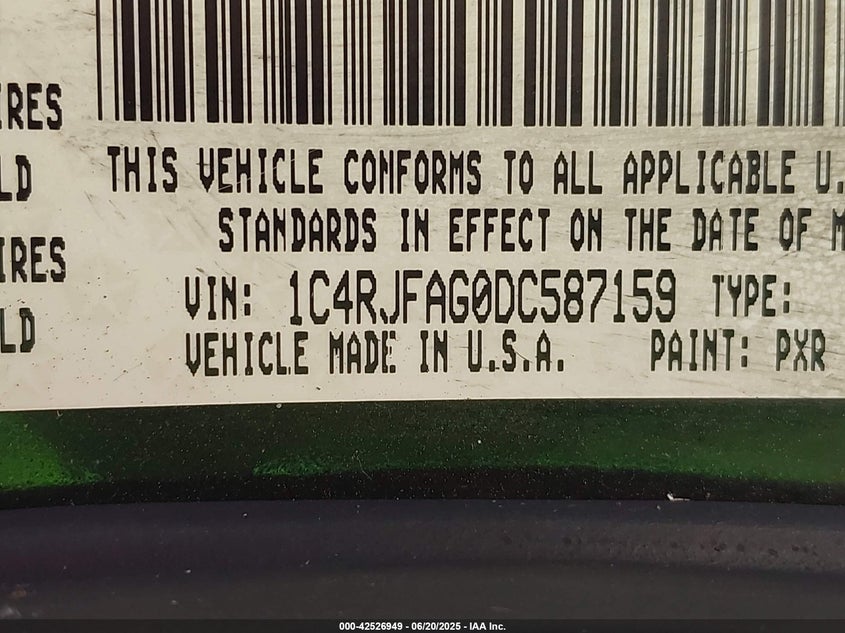 IRES
THIS VEHICLE CONFORMS TO ALL APPLICABLE U.
LD
STANDARDS IN EFFECT ON THE DATE OF M
IRES
VIN: 1C4RJFAG0DC587159 TYPE:
LD
VEHICLE MADE IN U.S.A. PAINT: PXR
000-42526949 - 06/20/2025 - IAA Inc.